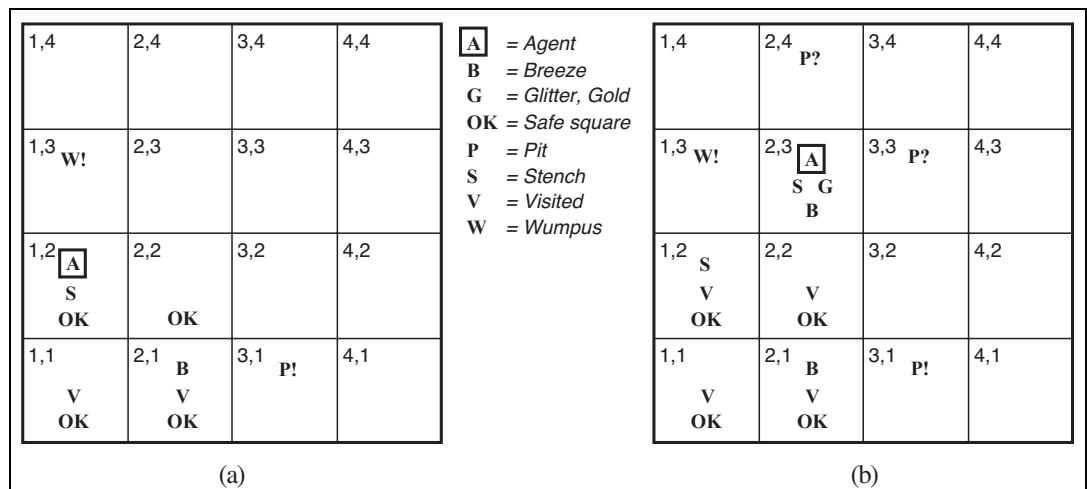 1,4 2,4 3,4 4,4
1,3 W! 2,3 3,3 4,3
1,2 A 2,2 3,2 4,2
S
OK OK
1,1 2,1 B 3,1 P! 4,1
V V
OK OK
(a)
A = Agent
B = Breeze
G = Glitter, Gold
OK = Safe square
P = Pit
S = Stench
V = Visited
W = Wumpus
1,4 2,4 P? 3,4 4,4
1,3 W! 2,3 A 3,3 P? 4,3
S G
B
1,2 S 2,2 3,2 4,2
V V
OK OK
1,1 2,1 B 3,1 P! 4,1
V V
OK OK
(b)